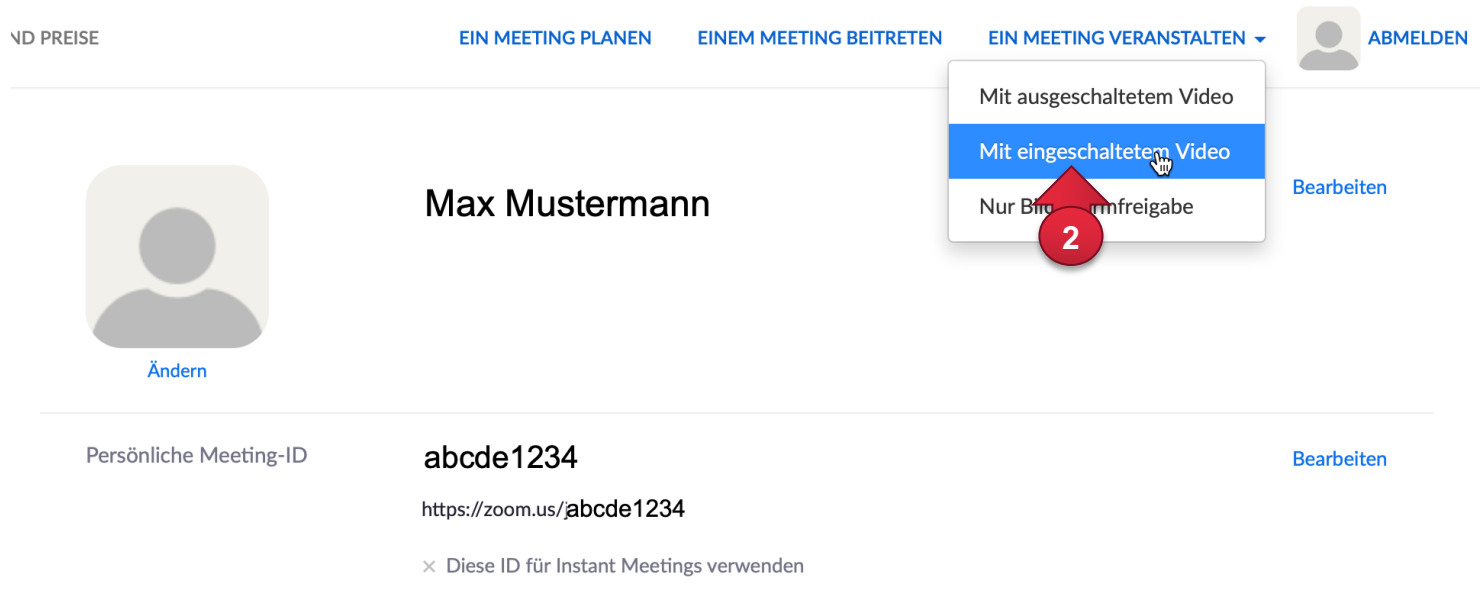 ND PREISE EIN MEETING PLANEN EINEM MEETING BEITRETEN EIN MEETING VERANSTALTEN ABMELDEN
Mit ausgeschaltetem Video
Mit eingeschaltetem Video
Bearbeiten
Max Mustermann
Nur
2
Ändern
Persönliche Meeting-ID abcde1234 Bearbeiten
https://zoom.us/jabcde1234
Diese ID für Instant Meetings verwenden